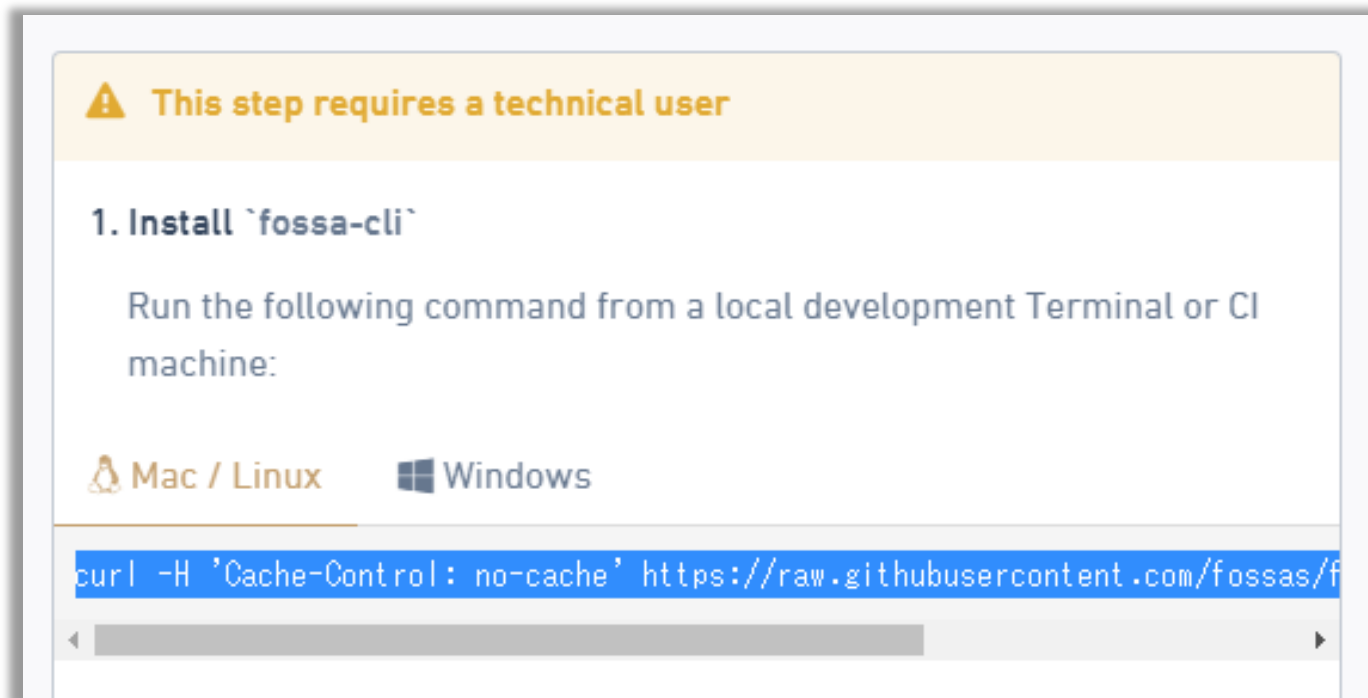 This step requires a technical user
1. Install `fossa-cli`
Run the following command from a local development Terminal or CI
machine:
Mac / Linux
Windows
curl -H 'Cache-Control: no-cache' https://raw.githubusercontent.com/fossas/f